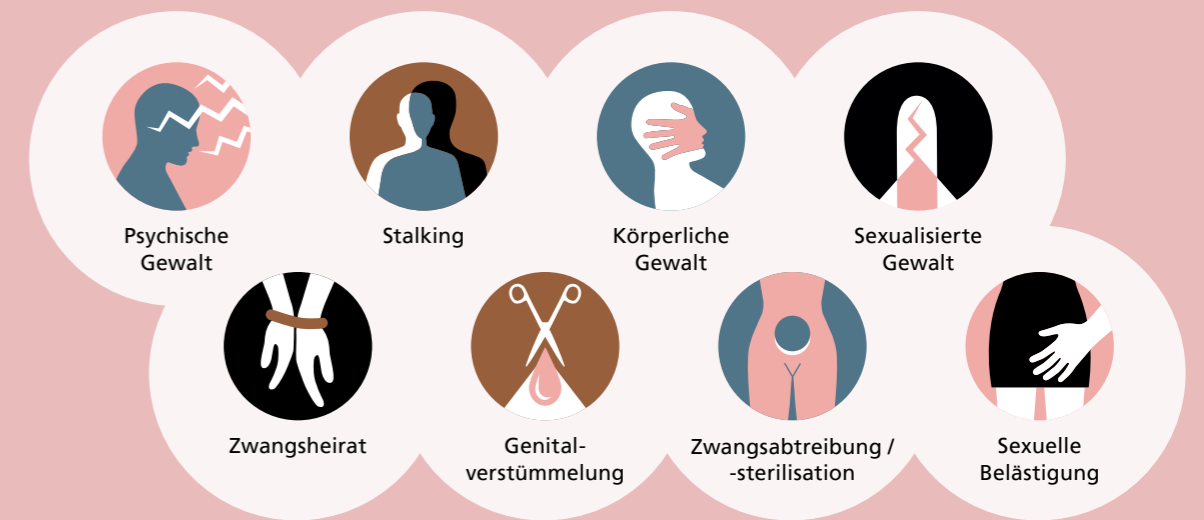 Psychische
Gewalt
Stalking
Körperliche
Gewalt
Sexualisierte
Gewalt
Zwangsheirat
Genital-
verstümmelung
Zwangsabtreibung /
-sterilisation
Sexuelle
Belästigung